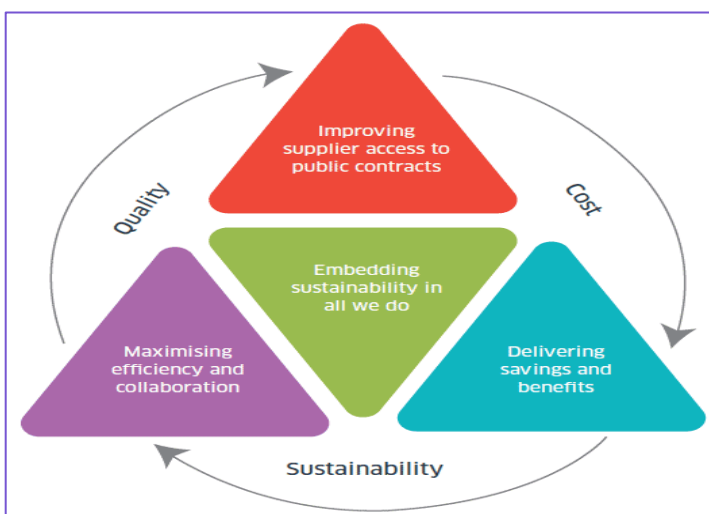 Improving
supplier access to
public contracts
Quality
Cost
Embedding
sustainability in
all we do
Maximising
efficiency and
collaboration
Delivering
savings and
benefits
Sustainability